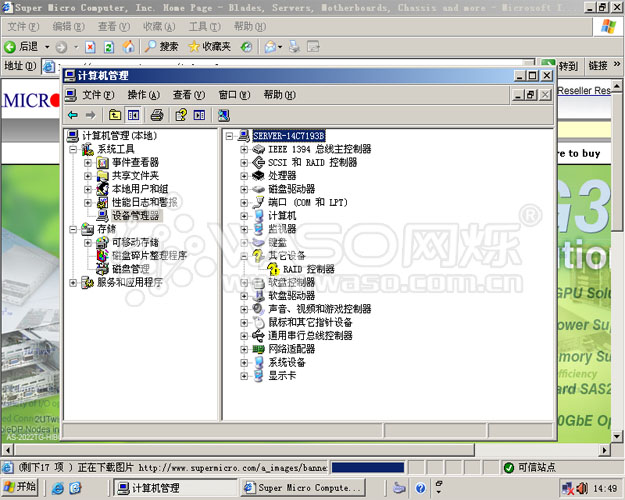 Super Micro Computer, Inc. Home Page - Blades, Servers, Motherboards, Chassis and more - Microsoft I
文件(F) 编辑(E) 查看(V) 收藏(A) 工具(T) 帮助(H)
后退 搜索 收藏夹
地址(D) 转到 链接 »
MICR Reseller Res
re to buy
G3
tion
GPU Solu
ower Sup
mory Sup
efficiency
ard SAS2
0GbE Op
AS-2022TG-HIB
计算机管理
文件(F) 操作(A) 查看(V) 窗口(W) 帮助(H)
计算机管理(本地)
系统工具
事件查看器
共享文件夹
本地用户和组
性能日志和警报
设备管理器
存储
可移动存储
磁盘碎片整理程序
磁盘管理
服务和应用程序
SERVER-14C7193B
IEEE 1394 总线主控制器
SCSI 和 RAID 控制器
处理器
磁盘驱动器
端口 (COM 和 LPT)
计算机
监视器
键盘
其它设备
RAID 控制器
软盘控制器
软盘驱动器
声音、视频和游戏控制器
鼠标和其它指针设备
通用串行总线控制器
网络适配器
系统设备
显示卡
WASO网烁
(剩下17 项 ) 正在下载图片 http://www.supermicro.com/a_images/banne
可信站点
开始 计算机管理 Super Micro Compute... 14:49